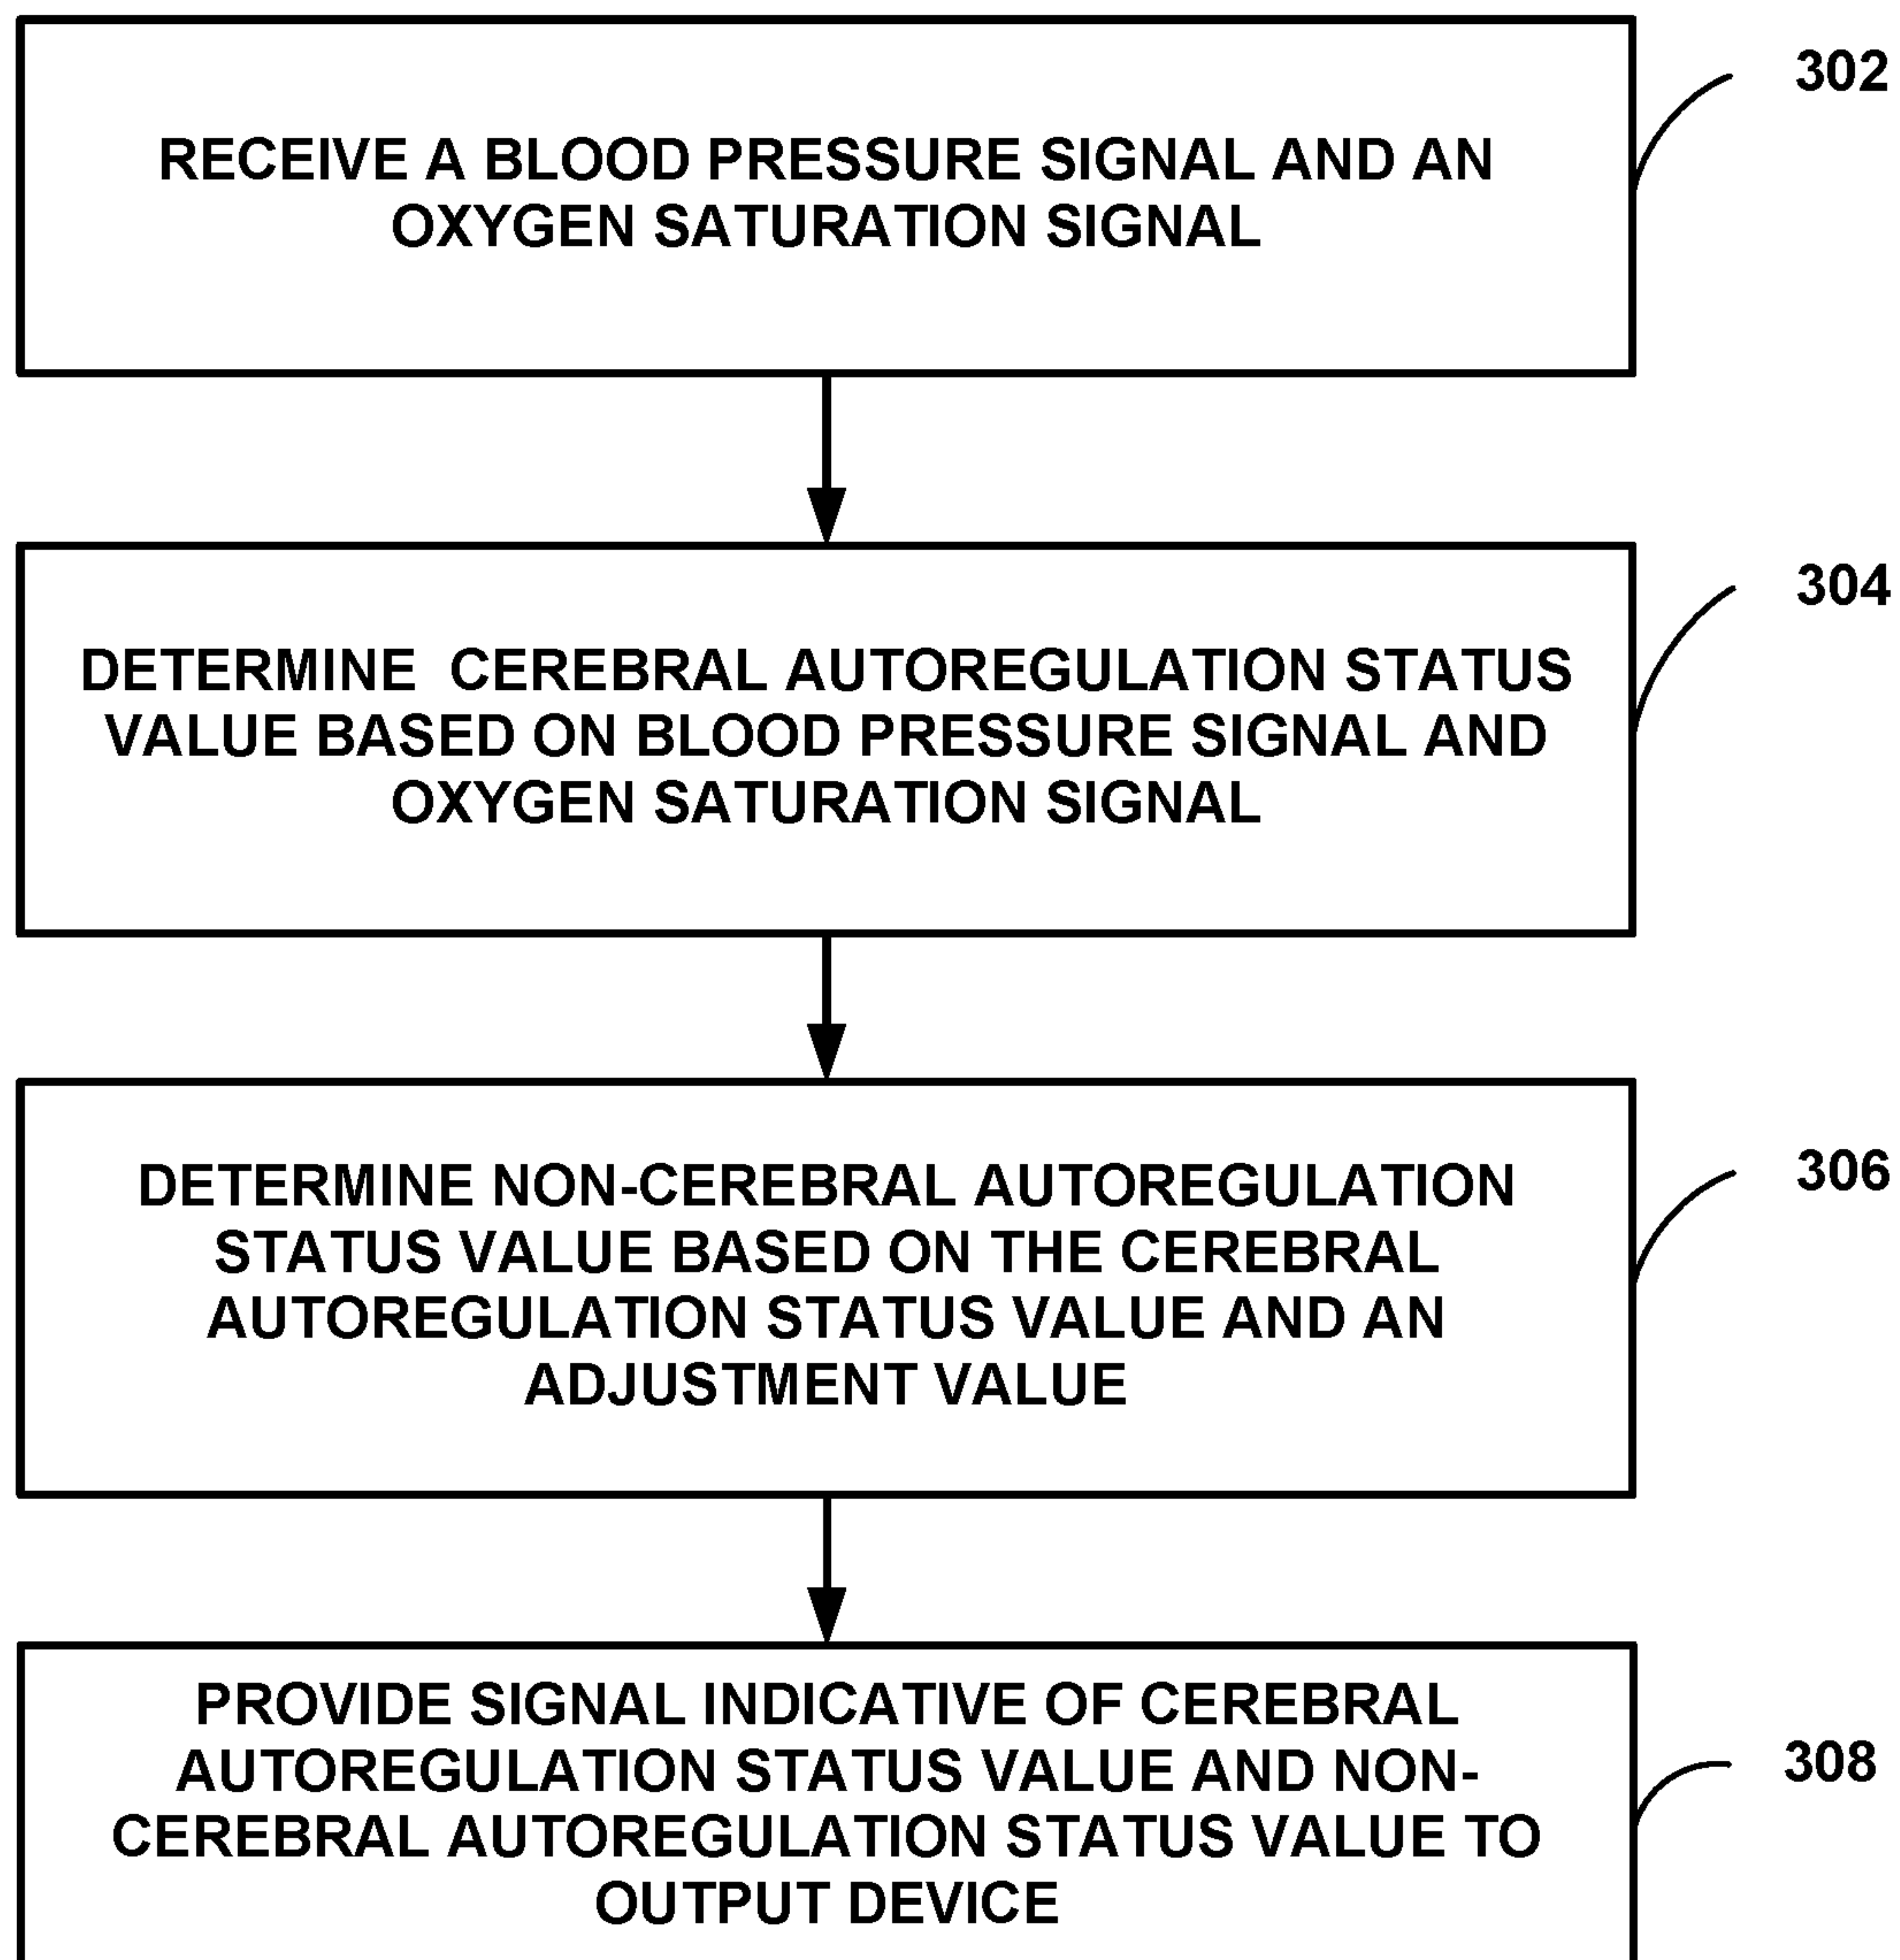 RECEIVE A BLOOD PRESSURE SIGNAL AND AN
OXYGEN SATURATION SIGNAL
302
DETERMINE CEREBRAL AUTOREGULATION STATUS
VALUE BASED ON BLOOD PRESSURE SIGNAL AND
OXYGEN SATURATION SIGNAL
304
DETERMINE NON-CEREBRAL AUTOREGULATION
STATUS VALUE BASED ON THE CEREBRAL
AUTOREGULATION STATUS VALUE AND AN
ADJUSTMENT VALUE
306
PROVIDE SIGNAL INDICATIVE OF CEREBRAL
AUTOREGULATION STATUS VALUE AND NON-
CEREBRAL AUTOREGULATION STATUS VALUE TO
OUTPUT DEVICE
308